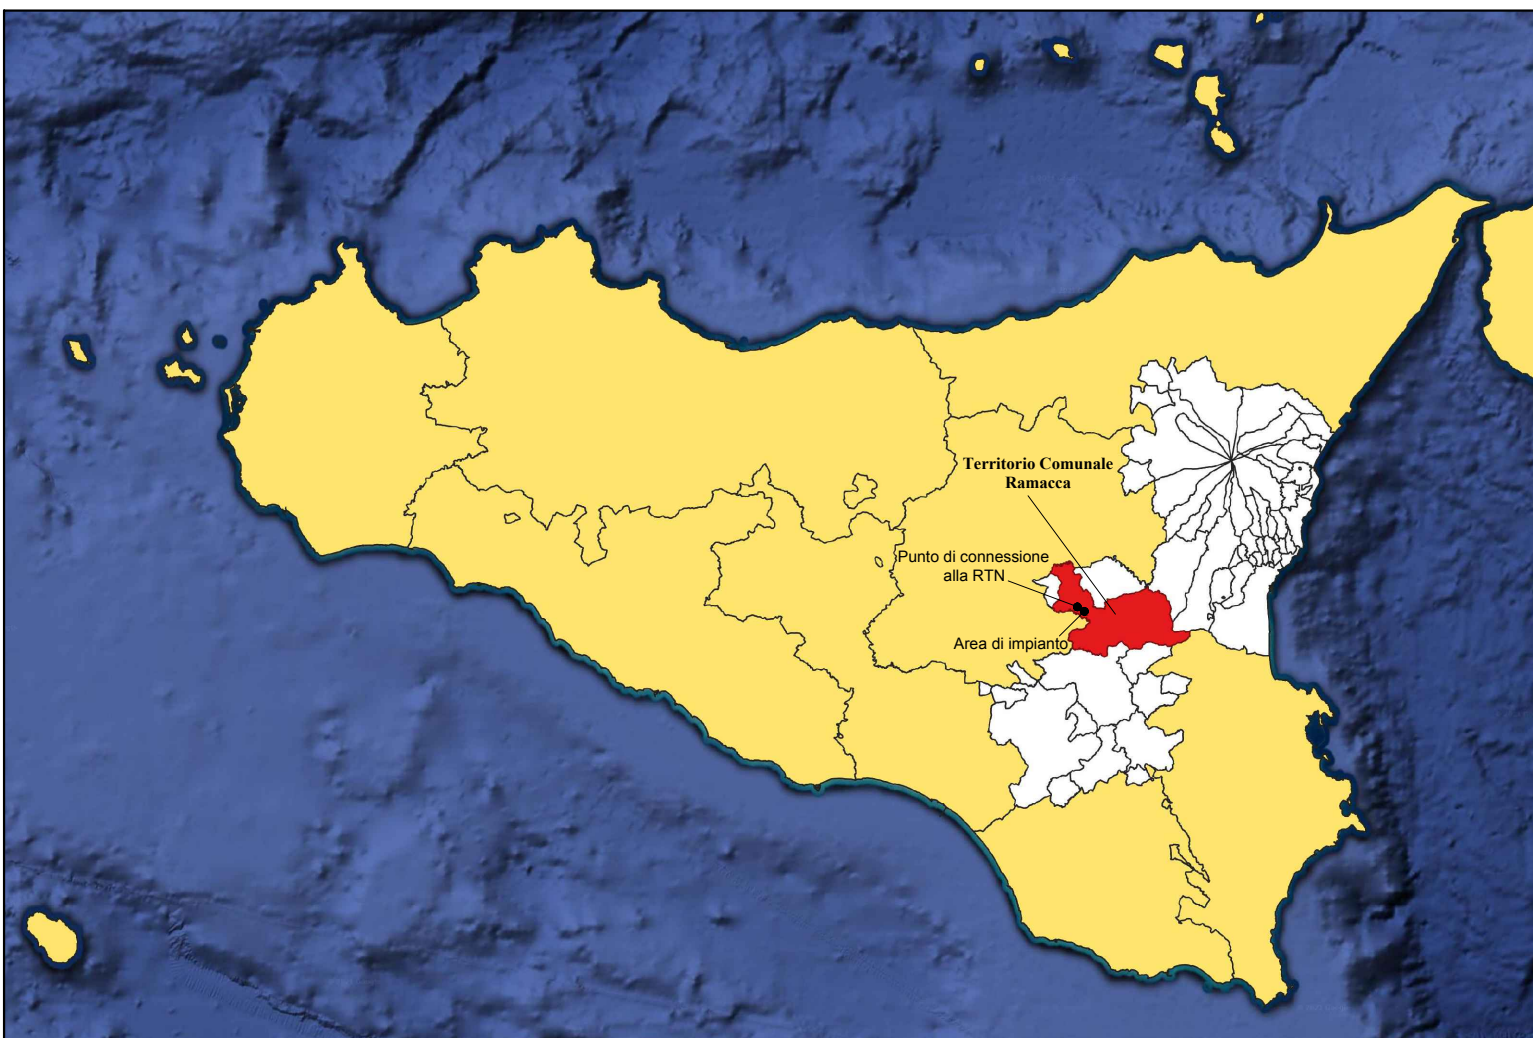 Territorio Comunale
Ramacca
Punto di connessione
alla RTN
Area di impianto